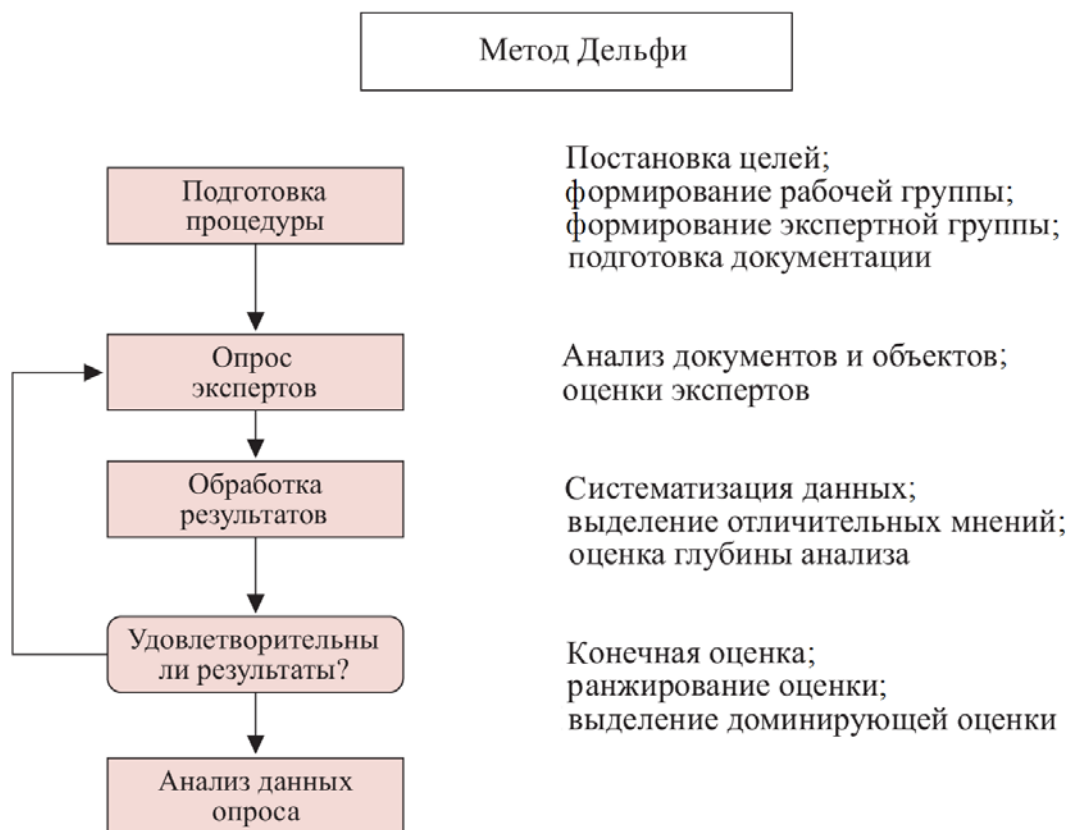 Метод Дельфи
Подготовка
процедуры
Постановка целей;
формирование рабочей группы;
формирование экспертной группы;
подготовка документации
Опрос
экспертов
Анализ документов и объектов;
оценки экспертов
Обработка
результатов
Систематизация данных;
выделение отличительных мнений;
оценка глубины анализа
Удовлетворительны
ли результаты?
Конечная оценка;
ранжирование оценки;
выделение доминирующей оценки
Анализ данных
опроса